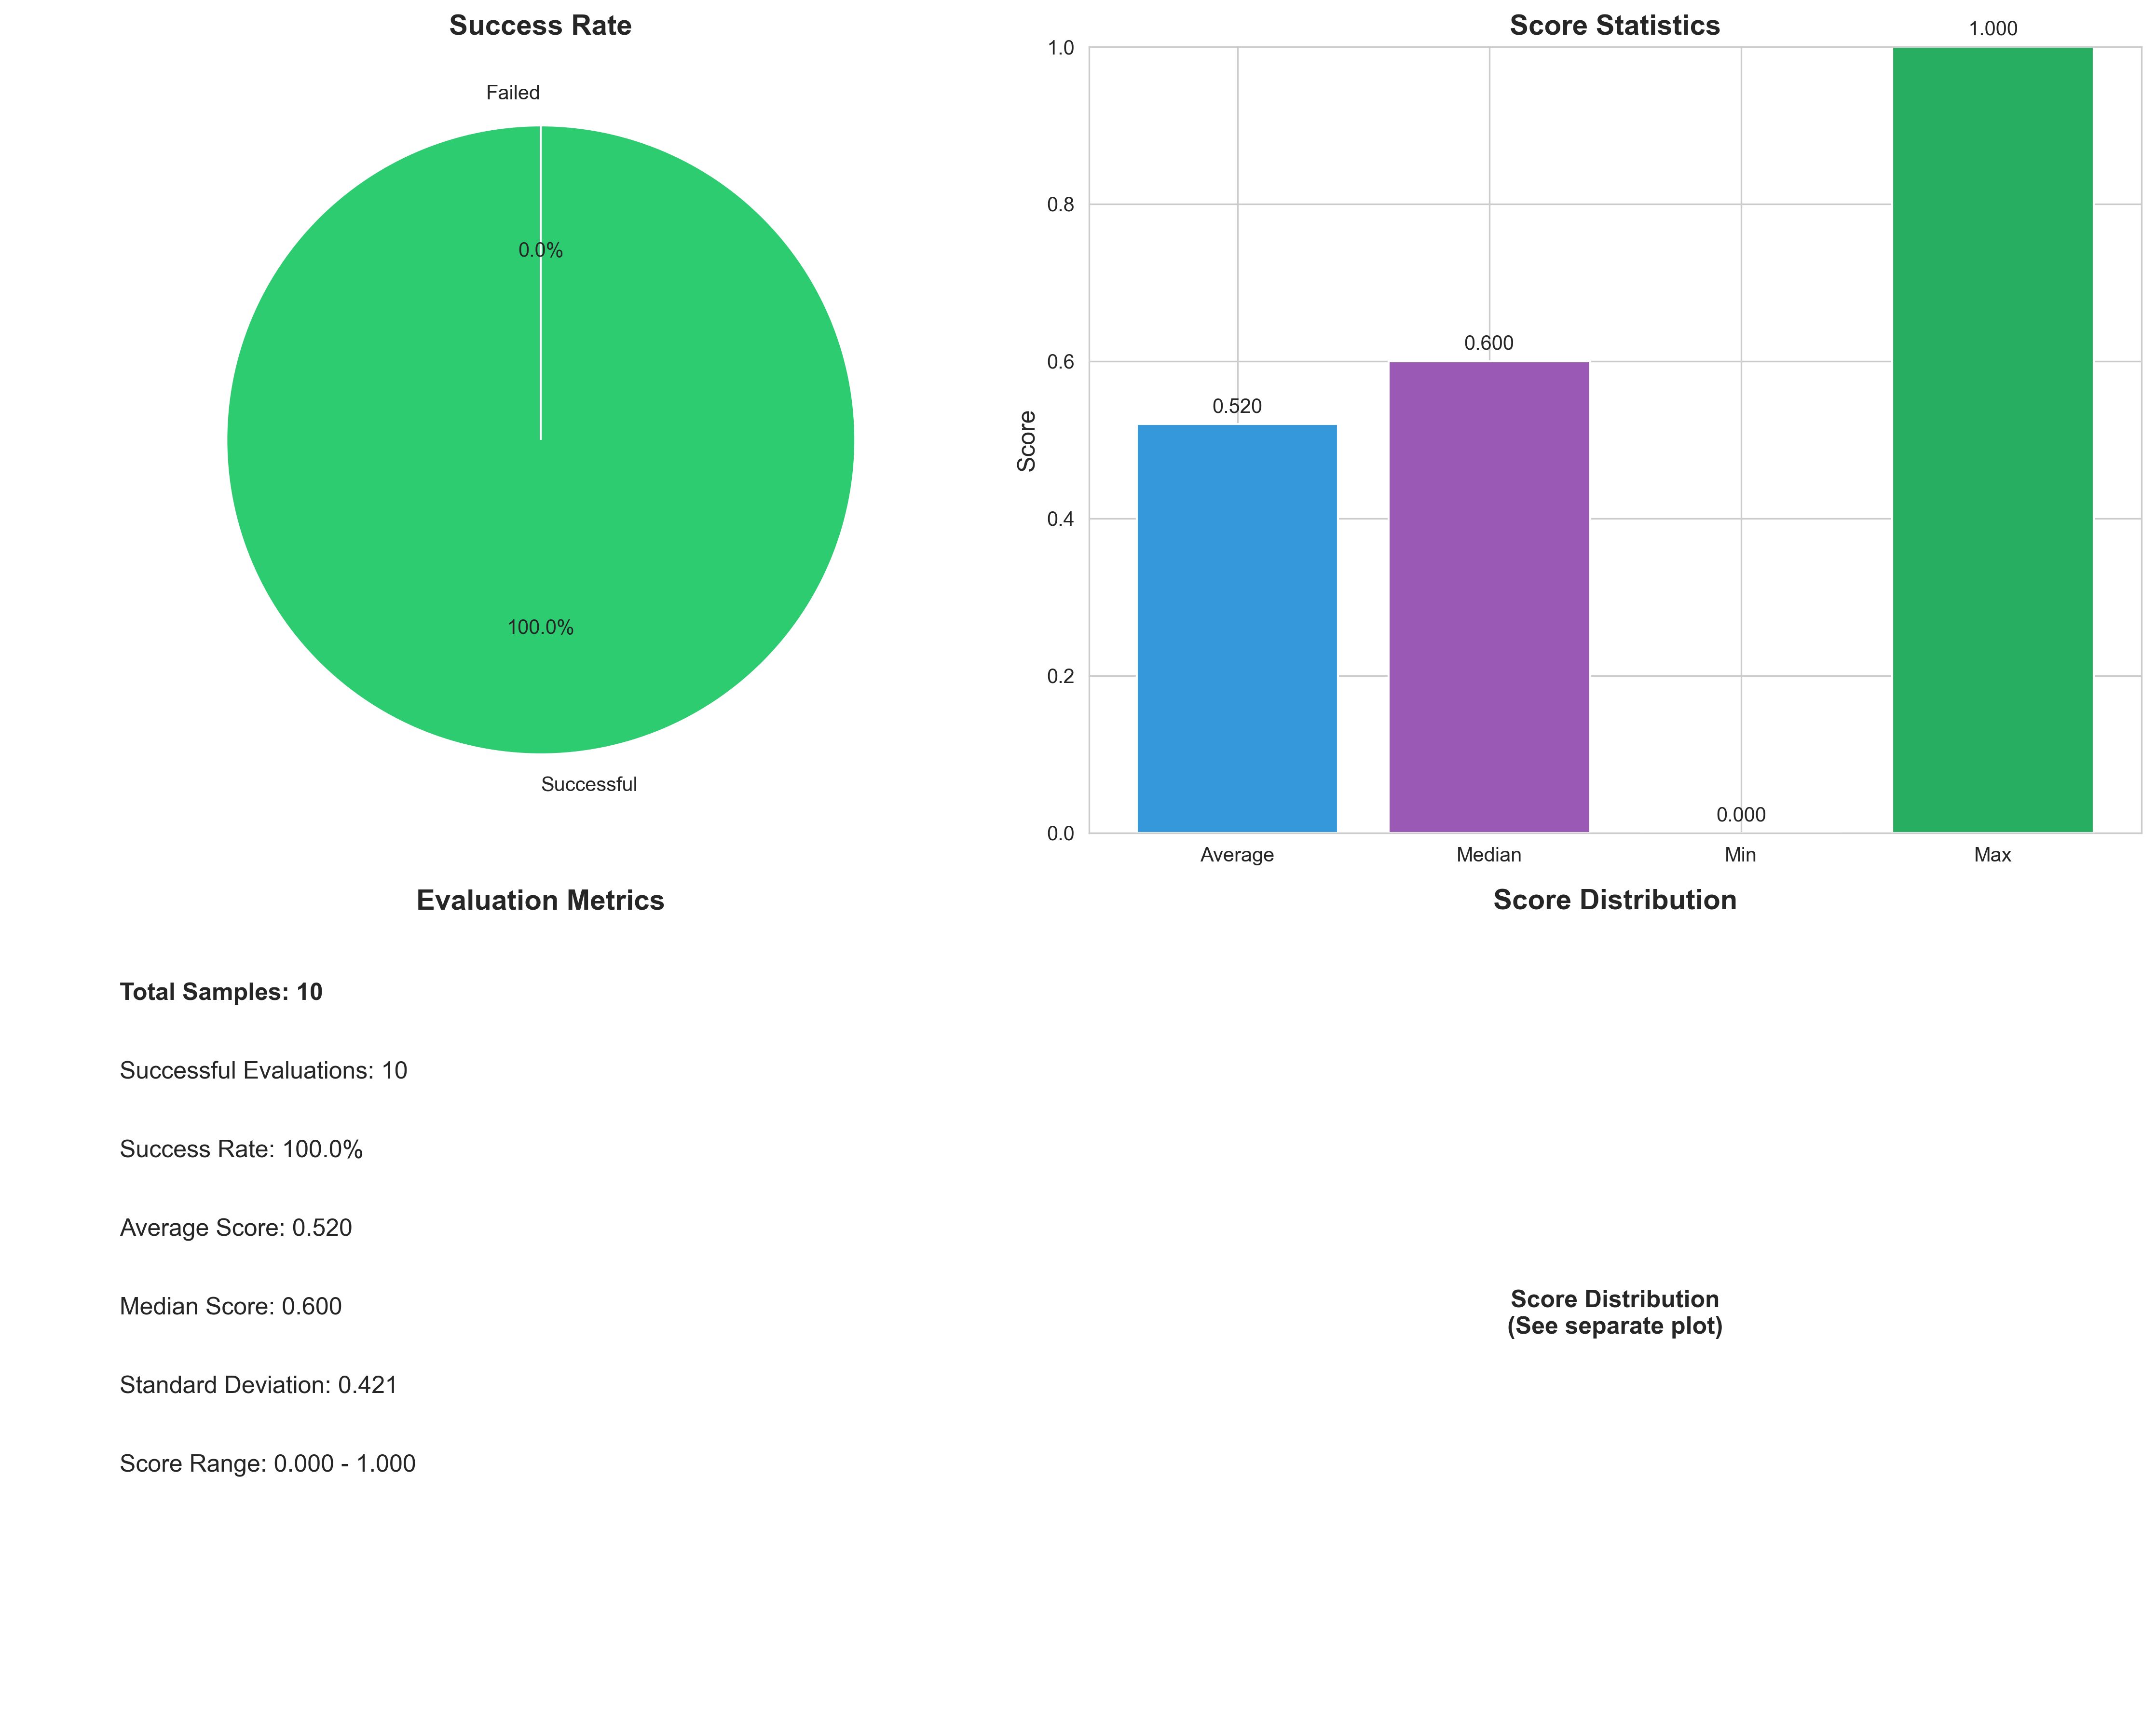 Success Rate
Failed
0.0%
100.0%
Successful
Score Statistics
1.000
1.0
0.8
0.600
0.6
0.520
Score
0.4
0.2
0.000
0.0
Average
Median
Min
Max
Evaluation Metrics
Total Samples: 10
Successful Evaluations: 10
Success Rate: 100.0%
Average Score: 0.520
Median Score: 0.600
Standard Deviation: 0.421
Score Range: 0.000 - 1.000
Score Distribution
Score Distribution
(See separate plot)